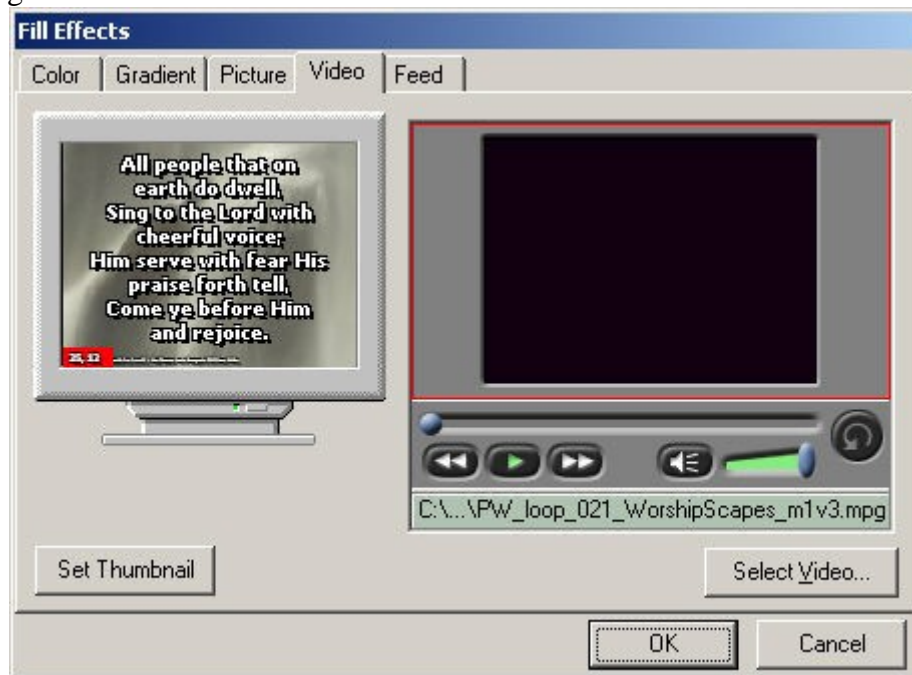 Fill Effects
Color Gradient Picture Video Feed
All people that on
earth do dwell,
Sing to the Lord with
cheerful voice;
Him serve with fear His
praise forth tell,
Come ye before Him
and rejoice.
C:\...\PW_loop_021_WorshipScapes_m1v3.mpg
Set Thumbnail
Select Video...
OK Cancel